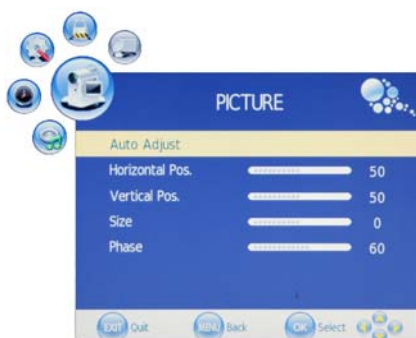 PICTURE
Auto Adjust
Horizontal Pos. 50
Vertical Pos. 50
Size 0
Phase 60
EXIT Quit MENU Back OK Select